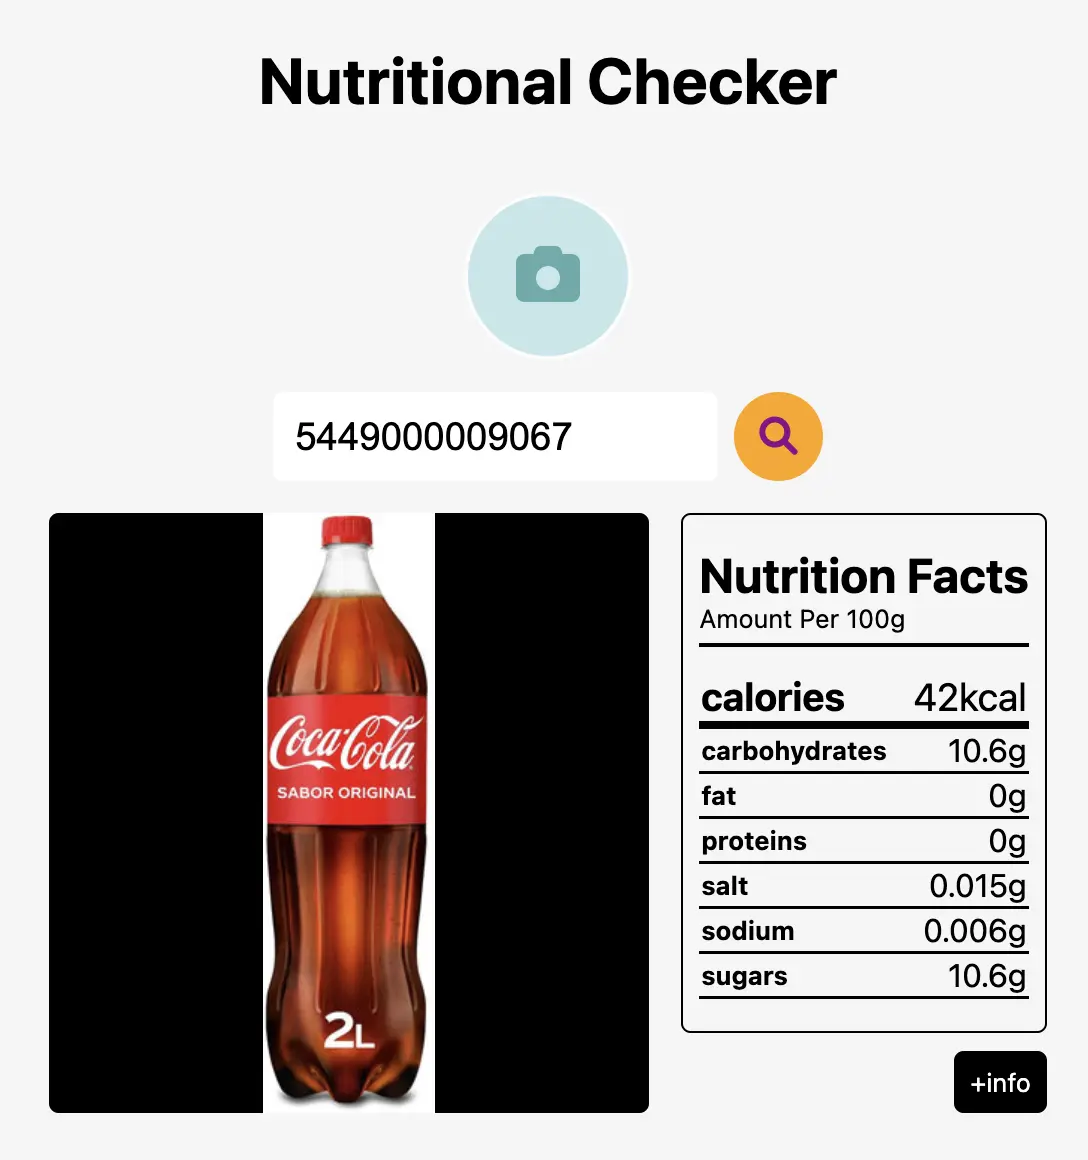 Nutritional Checker
5449000009067
Coca-Cola
SABOR ORIGINAL
2L
Nutrition Facts
Amount Per 100g
calories 42kcal
carbohydrates 10.6g
fat 0g
proteins 0g
salt 0.015g
sodium 0.006g
sugars 10.6g
+info